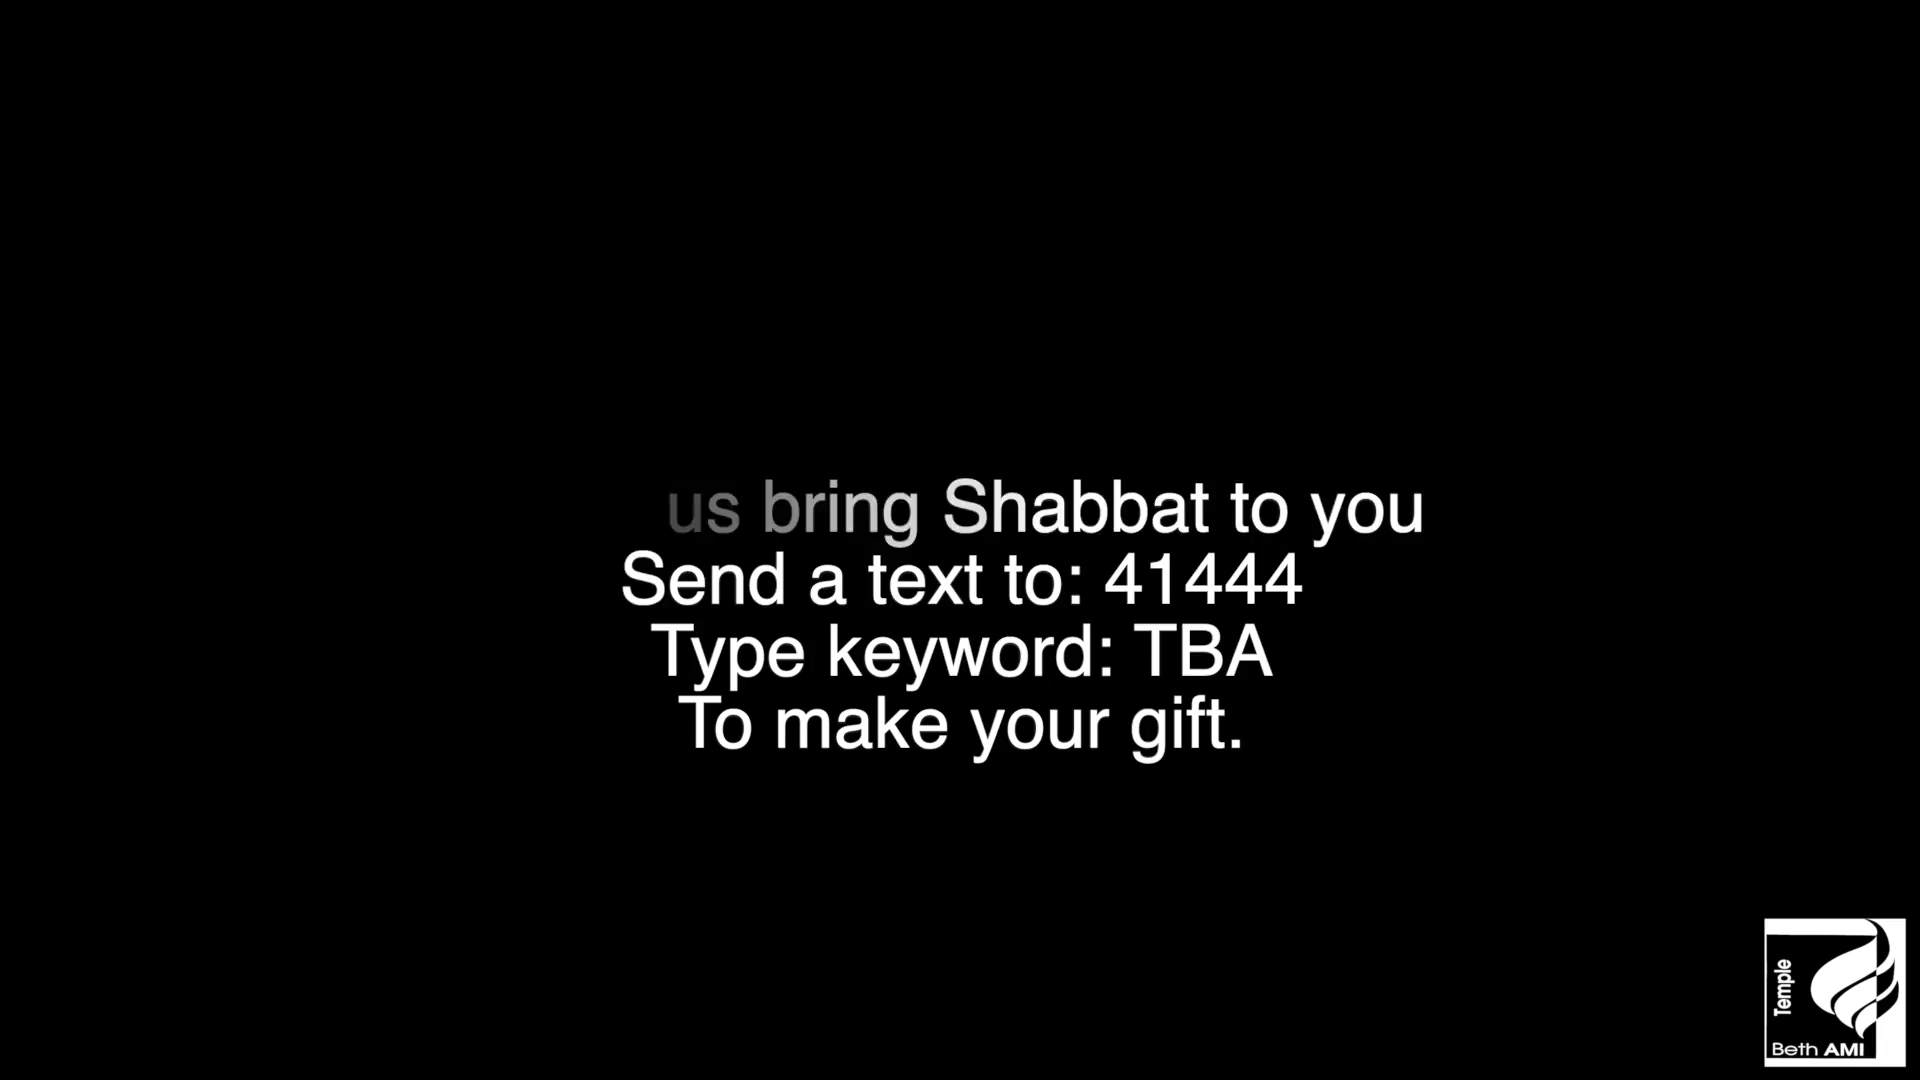 us bring Shabbat to you
Send a text to: 41444
Type keyword: TBA
To make your gift.
Temple
Beth AMI